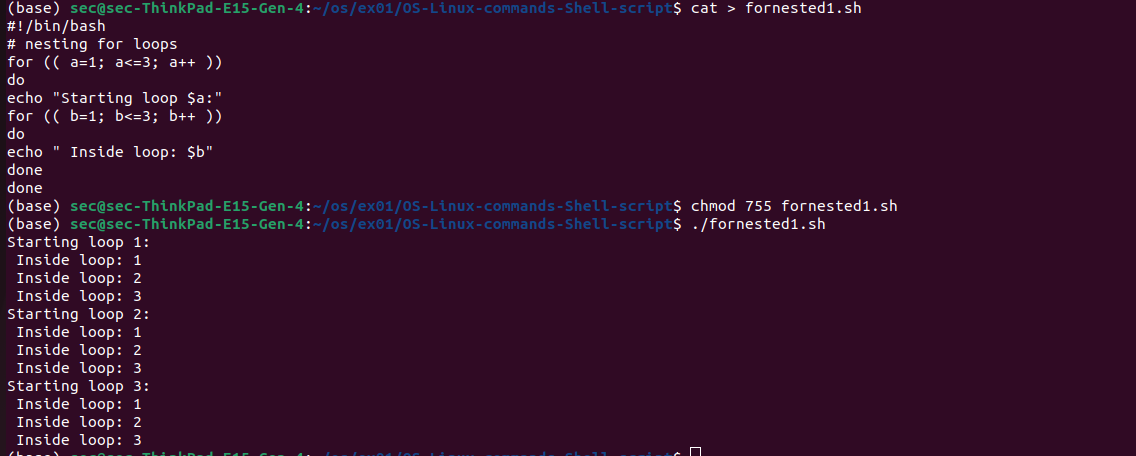 (base) sec@sec-ThinkPad-E15-Gen-4:~/os/ex01/OS-Linux-commands-Shell-script$ cat > fornested1.sh
#!/bin/bash
# nesting for loops
for (( a=1; a<=3; a++ ))
do
echo "Starting loop $a:"
for (( b=1; b<=3; b++ ))
do
echo " Inside loop: $b"
done
done
(base) sec@sec-ThinkPad-E15-Gen-4:~/os/ex01/OS-Linux-commands-Shell-script$ chmod 755 fornested1.sh
(base) sec@sec-ThinkPad-E15-Gen-4:~/os/ex01/OS-Linux-commands-Shell-script$ ./fornested1.sh
Starting loop 1:
 Inside loop: 1
 Inside loop: 2
 Inside loop: 3
Starting loop 2:
 Inside loop: 1
 Inside loop: 2
 Inside loop: 3
Starting loop 3:
 Inside loop: 1
 Inside loop: 2
 Inside loop: 3
(base) sec@sec-ThinkPad-E15-Gen-4:~/os/ex01/OS-Linux-commands-Shell-script$